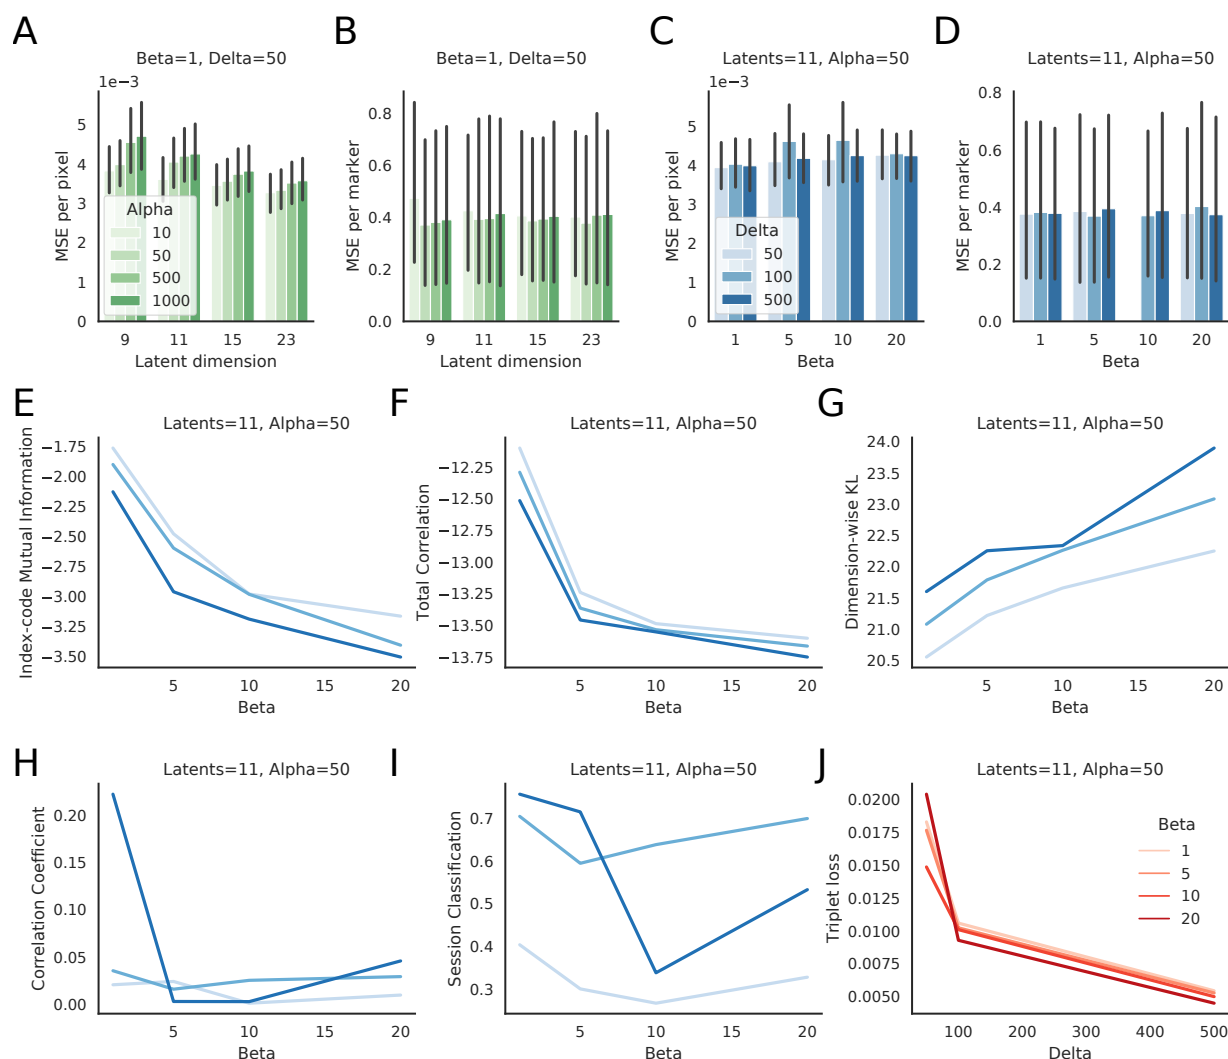 A
Beta=1, Delta=50
1e−3
MSE per pixel
5
4
3
2
1
0
Alpha
10
50
500
1000
9 11 15 23
Latent dimension
B
Beta=1, Delta=50
MSE per marker
0.8
0.6
0.4
0.2
0.0
9 11 15 23
Latent dimension
C
Latents=11, Alpha=50
1e−3
MSE per pixel
5
4
3
2
1
0
Delta
50
100
500
1 5 10 20
Beta
D
Latents=11, Alpha=50
MSE per marker
0.8
0.6
0.4
0.2
0.0
1 5 10 20
Beta
E
Latents=11, Alpha=50
Index-code Mutual Information
−1.75
−2.00
−2.25
−2.50
−2.75
−3.00
−3.25
−3.50
5 10 15 20
Beta
F
Latents=11, Alpha=50
Total Correlation
−12.25
−12.50
−12.75
−13.00
−13.25
−13.50
−13.75
5 10 15 20
Beta
G
Latents=11, Alpha=50
Dimension-wise KL
24.0
23.5
23.0
22.5
22.0
21.5
21.0
20.5
5 10 15 20
Beta
H
Latents=11, Alpha=50
Correlation Coefficient
0.20
0.15
0.10
0.05
0.00
5 10 15 20
Beta
I
Latents=11, Alpha=50
Session Classification
0.7
0.6
0.5
0.4
0.3
5 10 15 20
Beta
J
Latents=11, Alpha=50
Triplet loss
0.0200
0.0175
0.0150
0.0125
0.0100
0.0075
0.0050
Beta
1
5
10
20
100 200 300 400 500
Delta